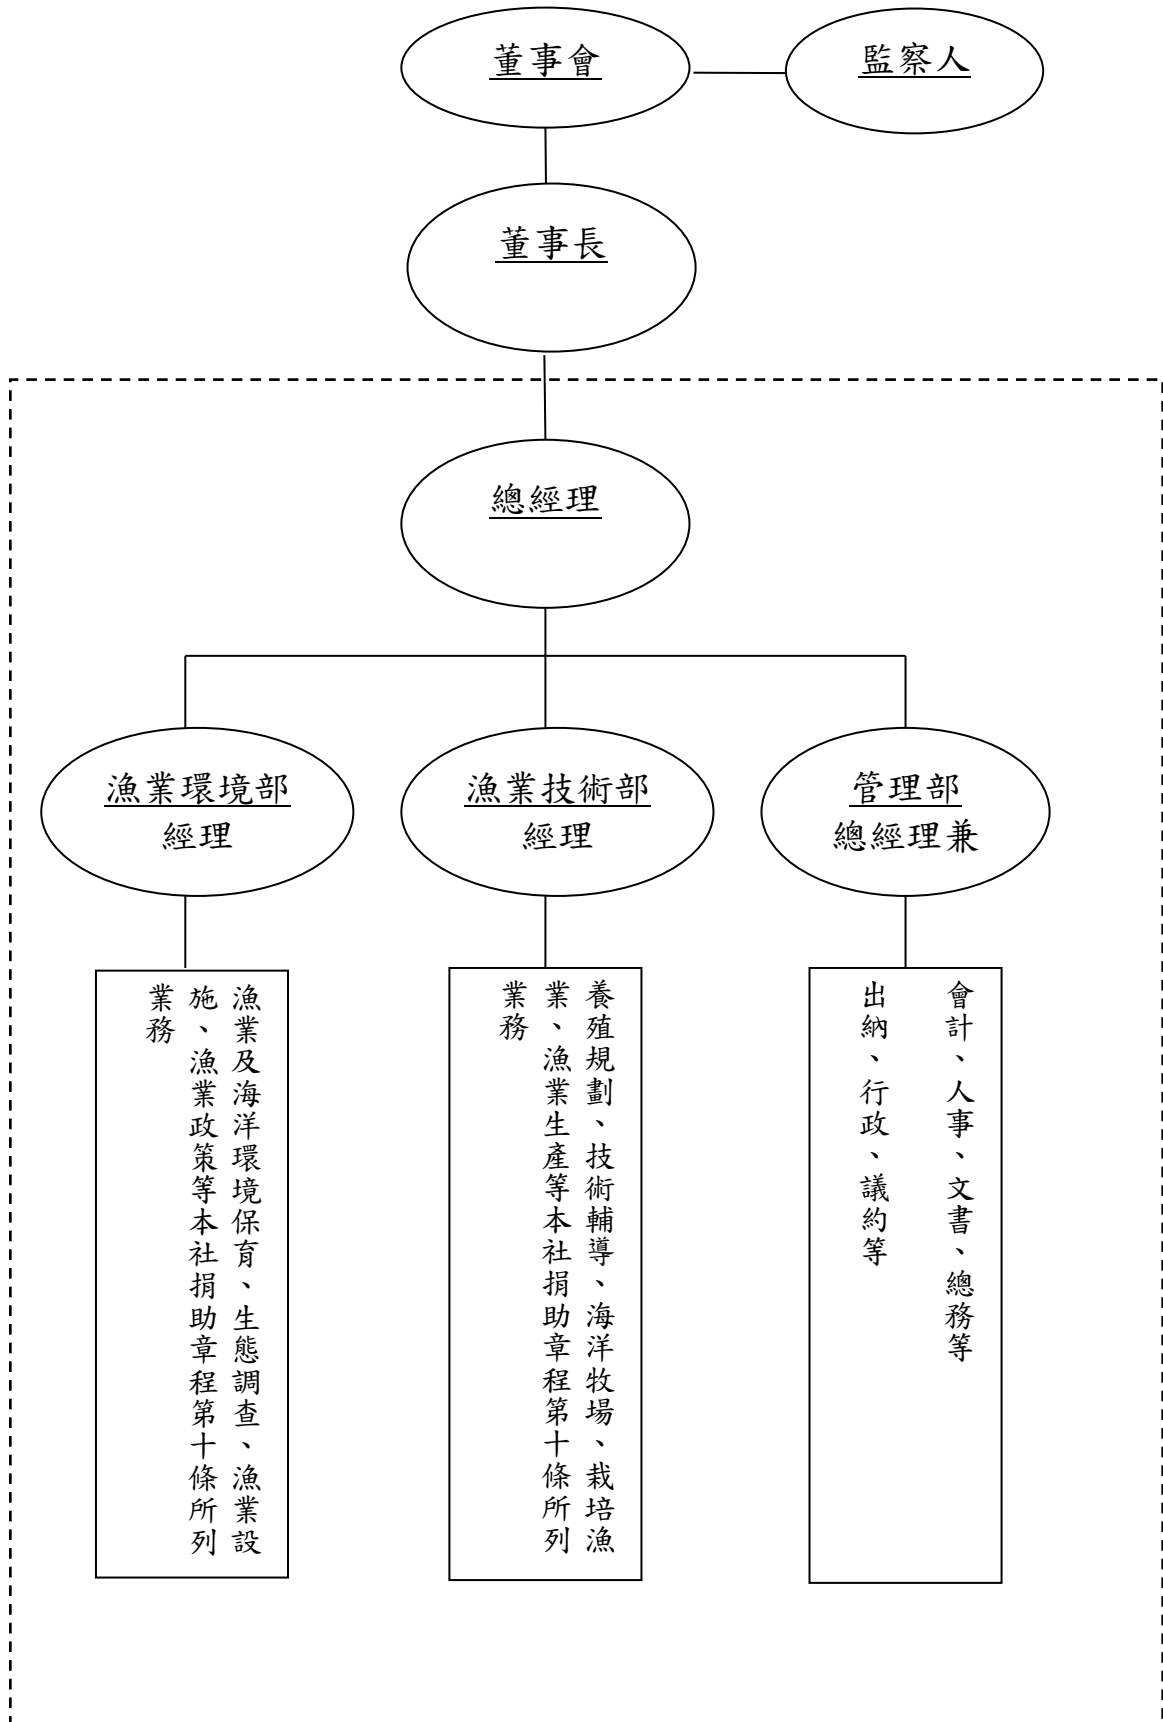 董事會
監察人
董事長
總經理
漁業環境部
經理
漁業技術部
經理
管理部
總經理兼
漁業及海洋環境保育、生態調查、漁業設
施、漁業政策等本社捐助章程第十條所列
業務
養殖規劃、技術輔導、海洋牧場、栽培漁
業、漁業生產等本社捐助章程第十條所列
業務
會計、人事、文書、總務等
出納、行政、議約等